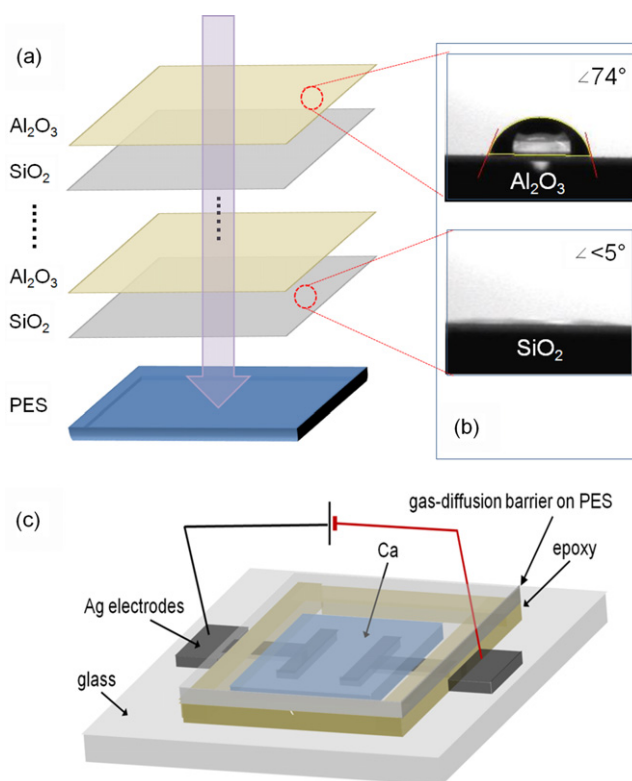 (a)
Al₂O₃
SiO₂
Al₂O₃
SiO₂
PES
∠74°
Al₂O₃
∠<5°
SiO₂
(b)
(c)
gas-diffusion barrier on PES
Ca
epoxy
Ag electrodes
glass